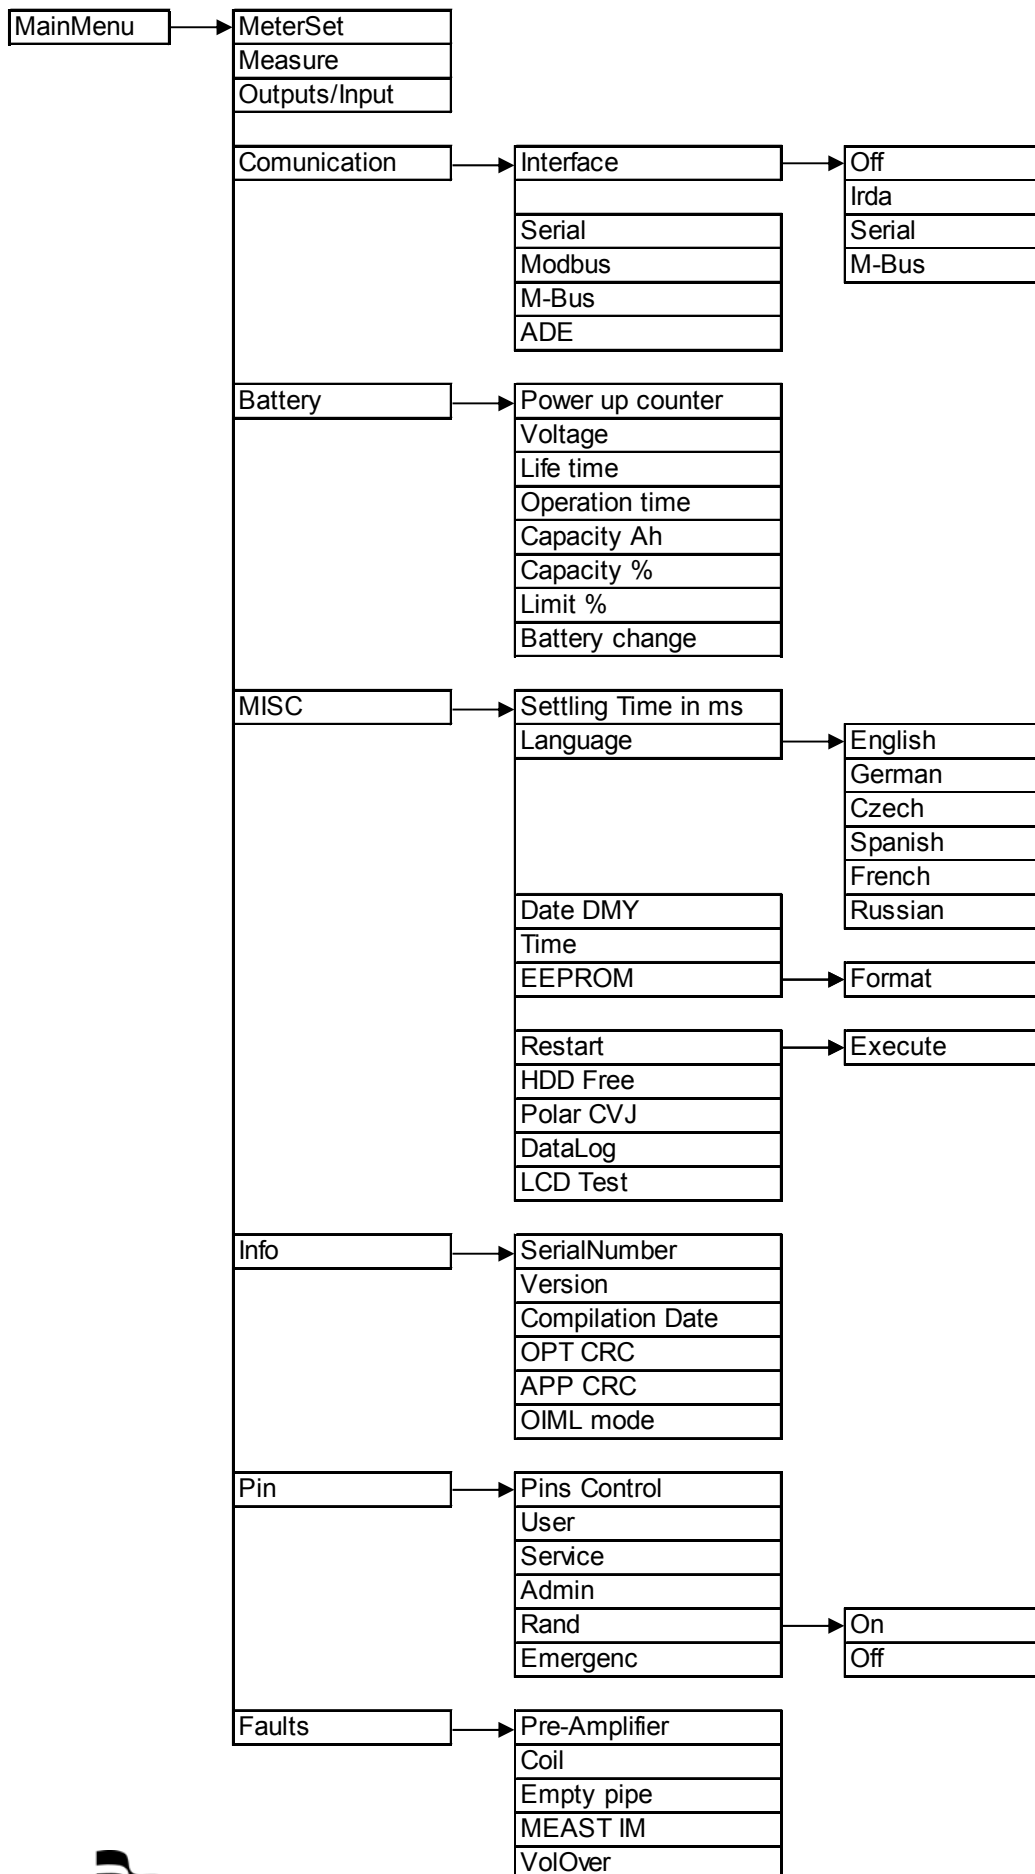 MainMenu MeterSet
Measure
Outputs/Input
Comunication Interface Off
Irda
Serial Serial
Modbus M-Bus
M-Bus
ADE
Battery Power up counter
Voltage
Life time
Operation time
Capacity Ah
Capacity %
Limit %
Battery change
MISC Settling Time in ms
Language English
German
Czech
Spanish
French
Date DMY Russian
Time
EEPROM Format
Restart Execute
HDD Free
Polar CVJ
DataLog
LCD Test
Info SerialNumber
Version
Compilation Date
OPT CRC
APP CRC
OIML mode
Pin Pins Control
User
Service
Admin
Rand On
Emergenc Off
Faults Pre-Amplifier
Coil
Empty pipe
MEAST IM
VolOver